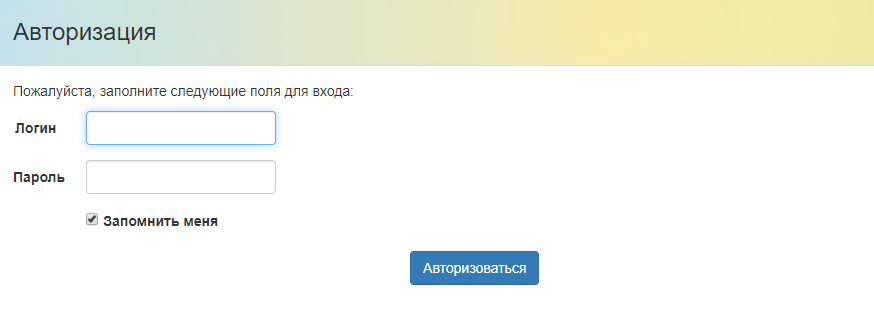 Авторизация
Пожалуйста, заполните следующие поля для входа:
Логин
Пароль
Запомнить меня
Авторизоваться